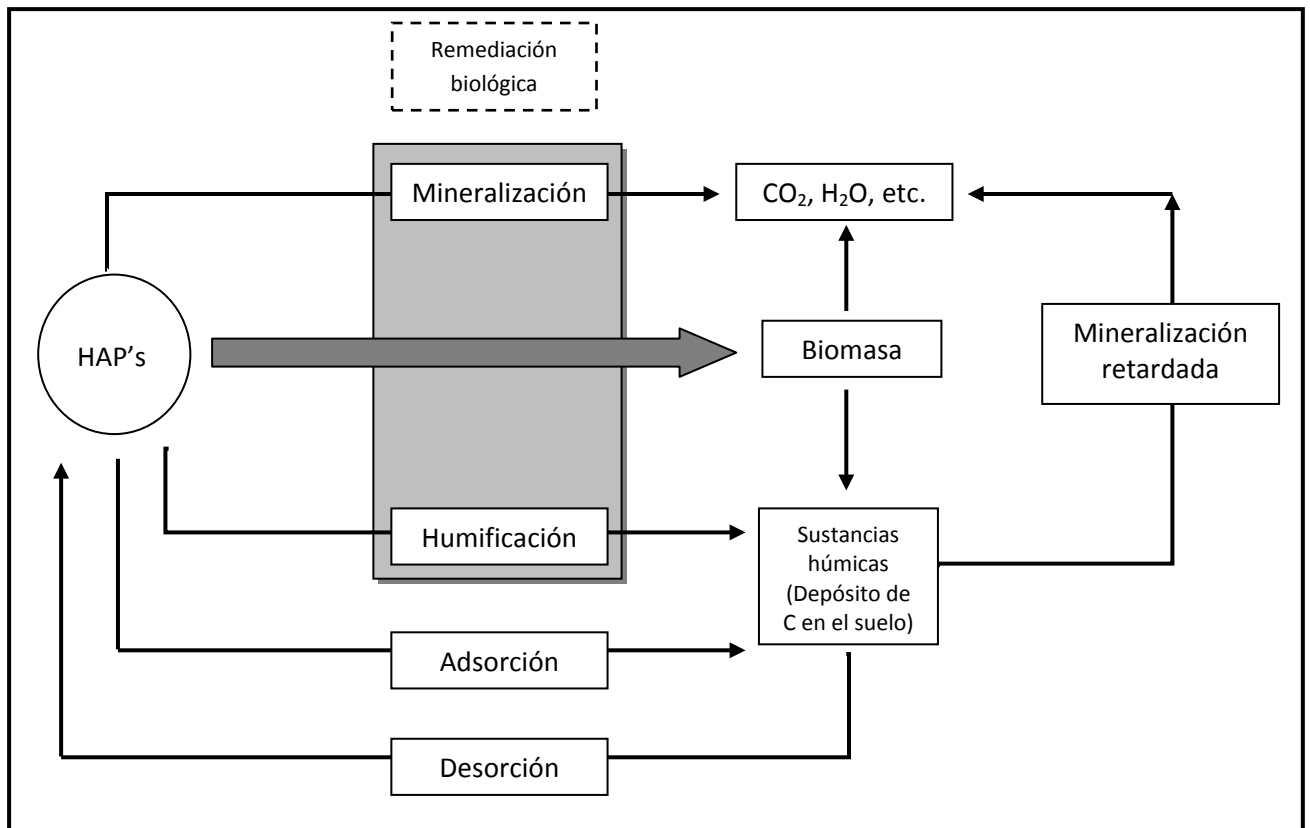 Remediación
biológica
Mineralización
CO₂, H₂O, etc.
HAP’s
Biomasa
Mineralización
retardada
Humificación
Sustancias
húmicas
(Depósito de
C en el suelo)
Adsorción
Desorción